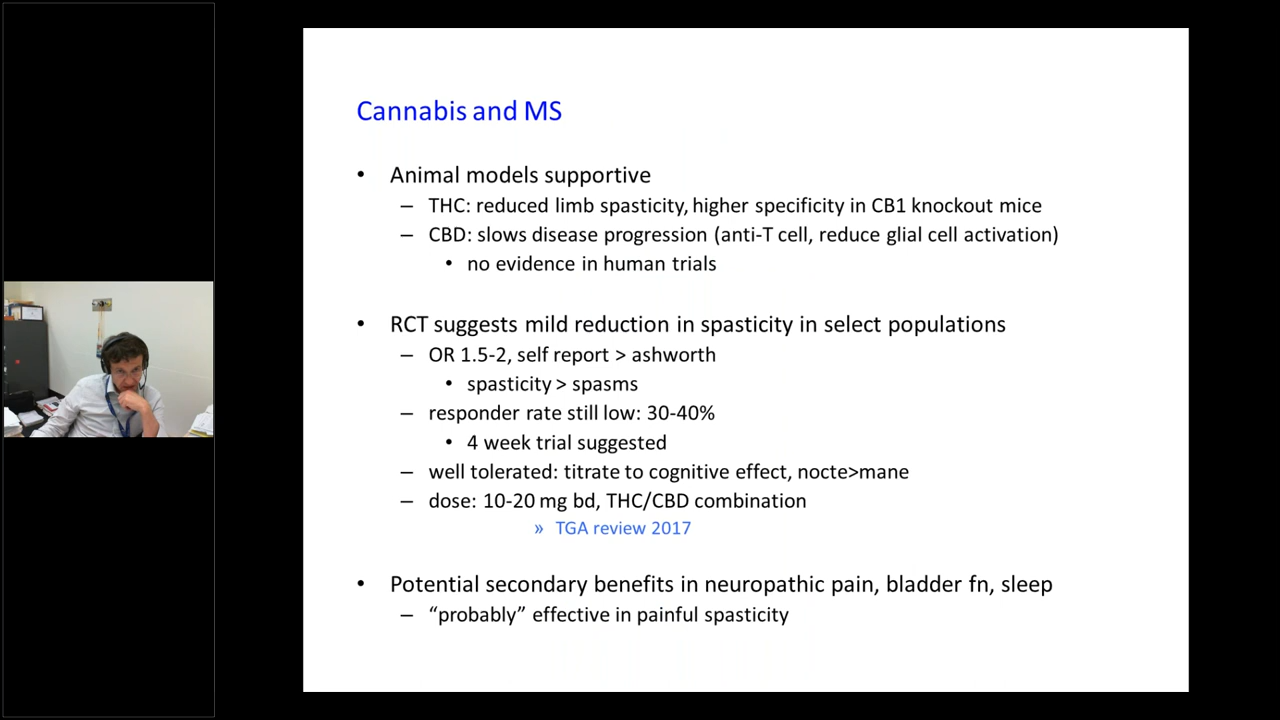 Cannabis and MS
• Animal models supportive
– THC: reduced limb spasticity, higher specificity in CB1 knockout mice
– CBD: slows disease progression (anti-T cell, reduce glial cell activation)
• no evidence in human trials
• RCT suggests mild reduction in spasticity in select populations
– OR 1.5-2, self report > ashworth
• spasticity > spasms
– responder rate still low: 30-40%
• 4 week trial suggested
– well tolerated: titrate to cognitive effect, nocte>mane
– dose: 10-20 mg bd, THC/CBD combination
» TGA review 2017
• Potential secondary benefits in neuropathic pain, bladder fn, sleep
– “probably” effective in painful spasticity